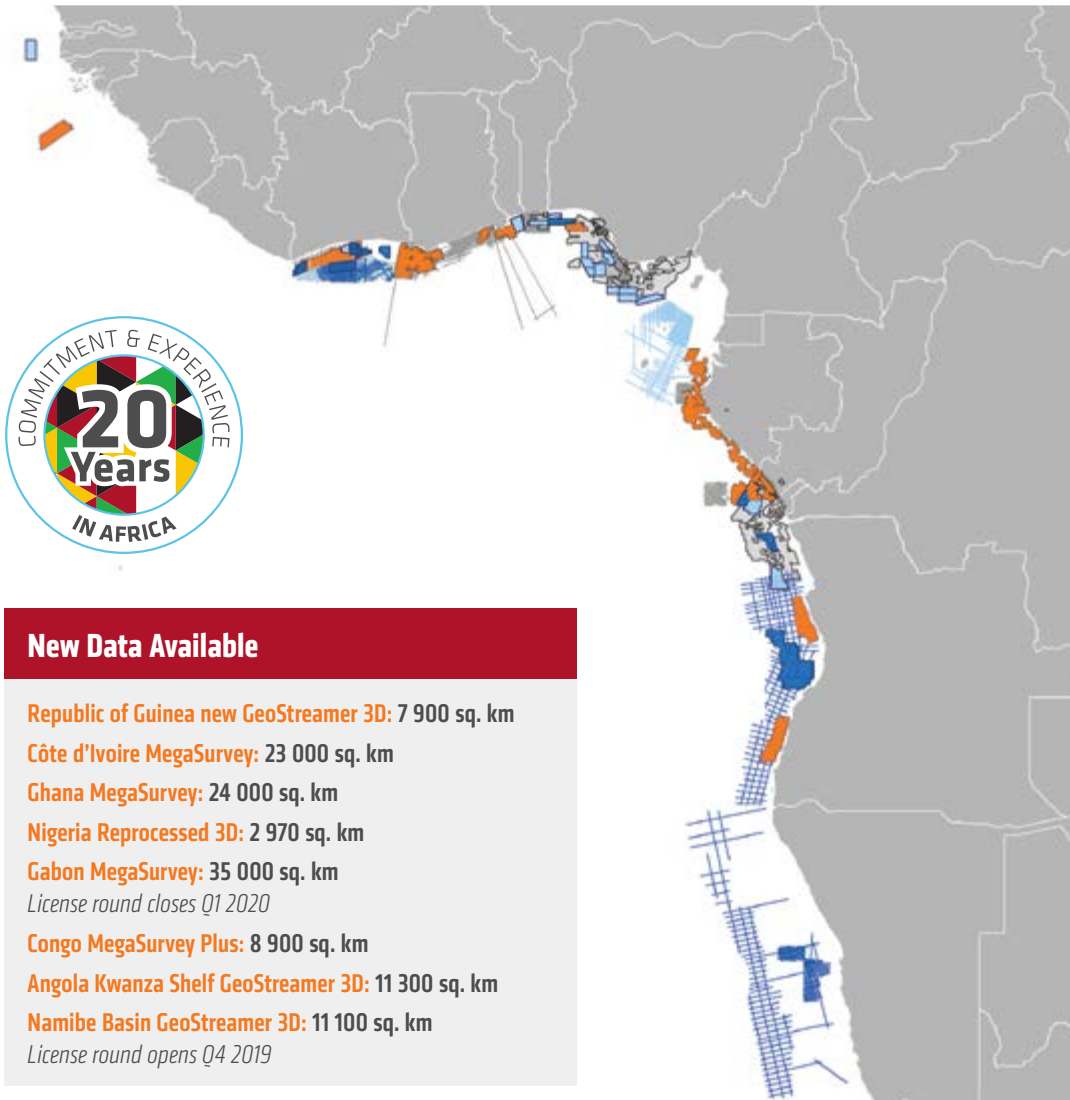 COMMITMENT & EXPERIENCE
20
Years
IN AFRICA
New Data Available
Republic of Guinea new GeoStreamer 3D: 7 900 sq. km
Côte d’Ivoire MegaSurvey: 23 000 sq. km
Ghana MegaSurvey: 24 000 sq. km
Nigeria Reprocessed 3D: 2 970 sq. km
Gabon MegaSurvey: 35 000 sq. km
License round closes Q1 2020
Congo MegaSurvey Plus: 8 900 sq. km
Angola Kwanza Shelf GeoStreamer 3D: 11 300 sq. km
Namibe Basin GeoStreamer 3D: 11 100 sq. km
License round opens Q4 2019